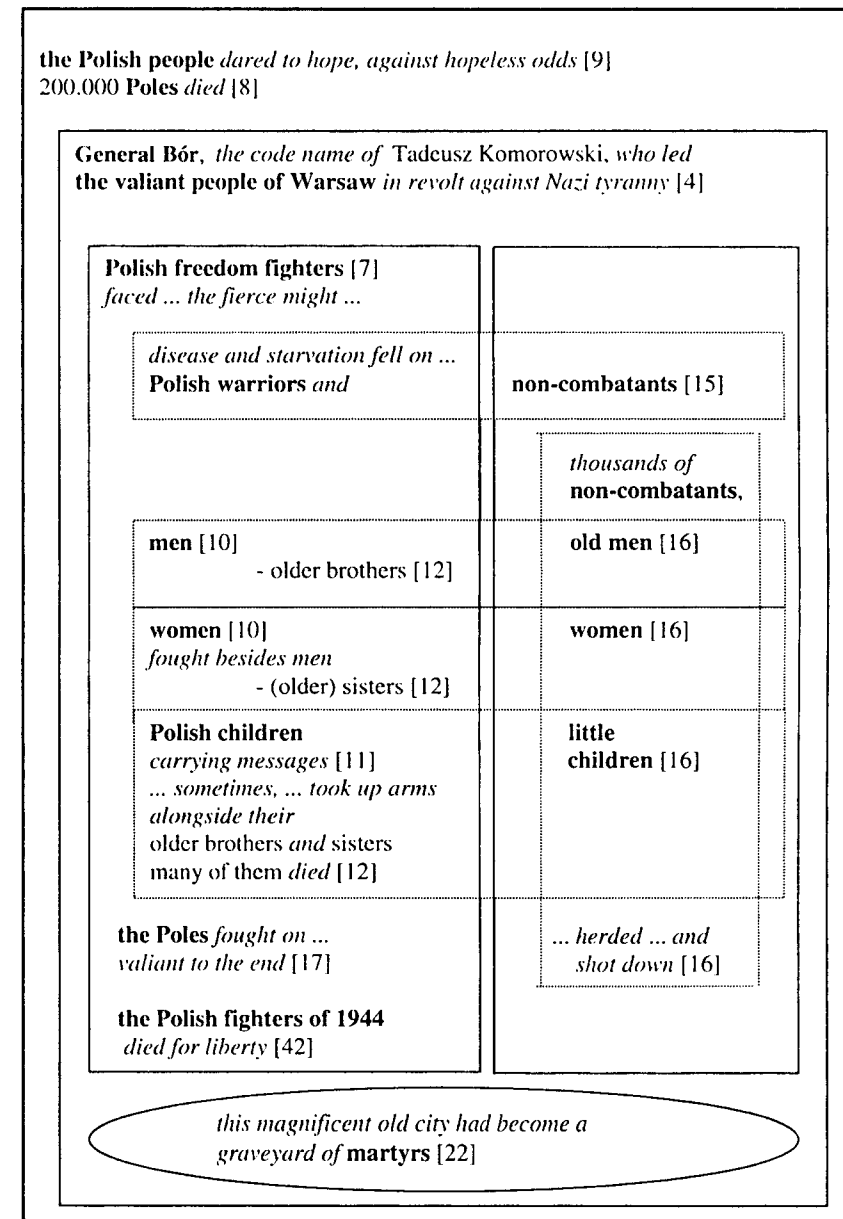 the Polish people dared to hope, against hopeless odds [9]
200.000 Poles died [8]
General Bór, the code name of Tadeusz Komorowski, who led
the valiant people of Warsaw in revolt against Nazi tyranny [4]
Polish freedom fighters [7]
faced ... the fierce might ...
disease and starvation fell on ...
Polish warriors and non-combatants [15]
thousands of
non-combatants,
men [10] old men [16]
- older brothers [12]
women [10] women [16]
fought besides men
- (older) sisters [12]
Polish children little
carrying messages [11] children [16]
... sometimes, ... took up arms
alongside their
older brothers and sisters
many of them died [12]
the Poles fought on ... ... herded ... and
valiant to the end [17] shot down [16]
the Polish fighters of 1944
died for liberty [42]
this magnificent old city had become a
graveyard of martyrs [22]